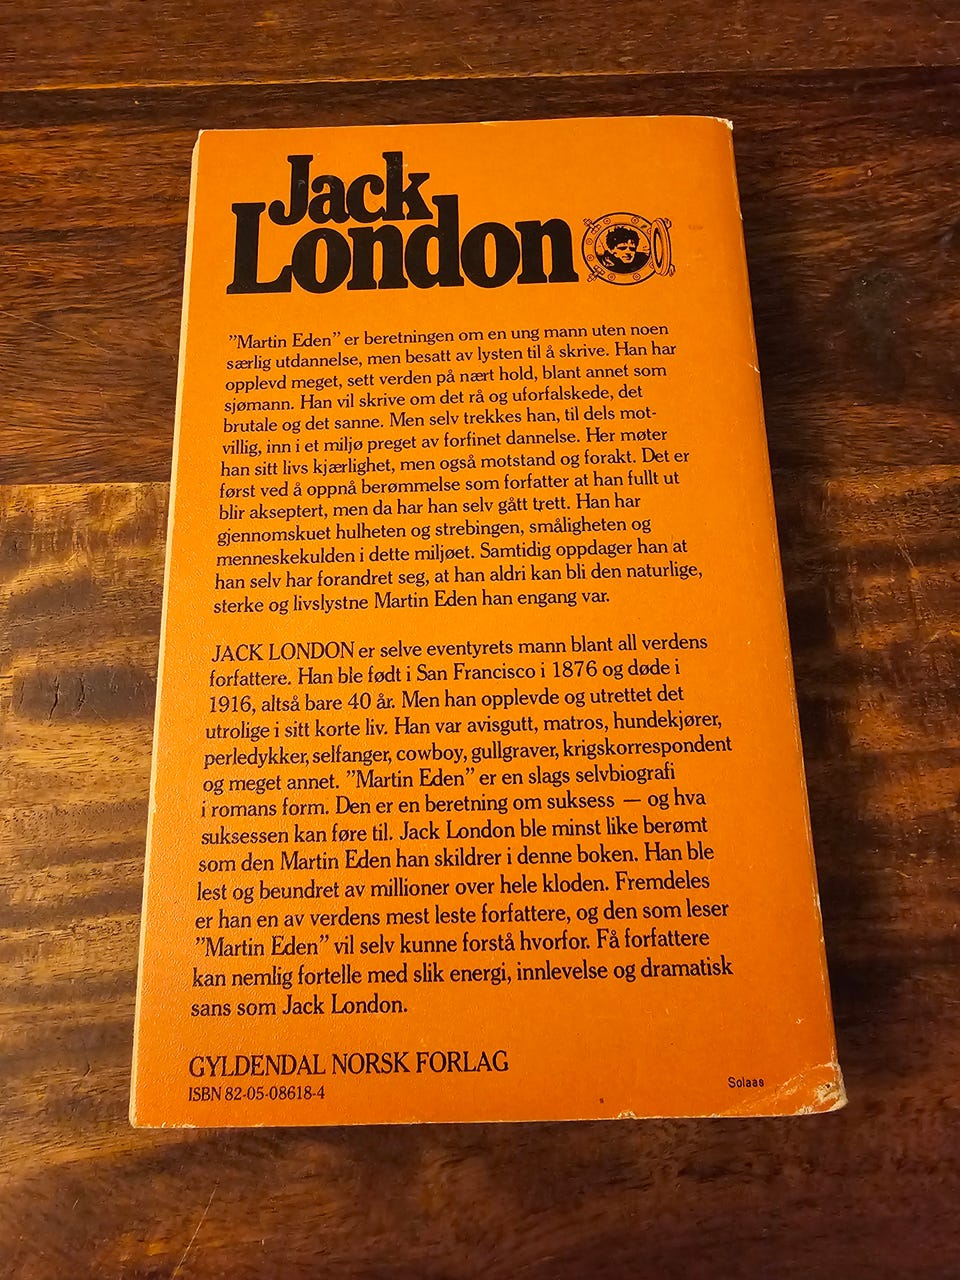 Jack
London
”Martin Eden” er beretningen om en ung mann uten noen
særlig utdannelse, men besatt av lysten til å skrive. Han har
opplevd meget, sett verden på nært hold, blant annet som
sjømann. Han vil skrive om det rå og uforfalskede, det
brutale og det sanne. Men selv trekkes han, til dels mot-
villig, inn i et miljø preget av forfinet dannelse. Her møter
han sitt livs kjærlighet, men også motstand og forakt. Det er
først ved å oppnå berømmelse som forfatter at han fullt ut
blir akseptert, men da har han selv gått trett. Han har
gjennomskuet hulheten og strebingen, småligheten og
menneskekulden i dette miljøet. Samtidig oppdager han at
han selv har forandret seg, at han aldri kan bli den naturlige,
sterke og livslystne Martin Eden han engang var.
JACK LONDON er selve eventyrets mann blant all verdens
forfattere. Han ble født i San Francisco i 1876 og døde i
1916, altså bare 40 år. Men han opplevde og utrettet det
utrolige i sitt korte liv. Han var avisgutt, matros, hundekjører,
perledykker, selfanger, cowboy, gullgraver, krigskorrespondent
og meget annet. ”Martin Eden” er en slags selvbiografi
i romans form. Den er en beretning om suksess — og hva
suksessen kan føre til. Jack London ble minst like berømt
som den Martin Eden han skildrer i denne boken. Han ble
lest og beundret av millioner over hele kloden. Fremdeles
er han en av verdens mest leste forfattere, og den som leser
”Martin Eden” vil selv kunne forstå hvorfor. Få forfattere
kan nemlig fortelle med slik energi, innlevelse og dramatisk
sans som Jack London.
GYLDENDAL NORSK FORLAG
ISBN 82-05-08618-4
Solaas